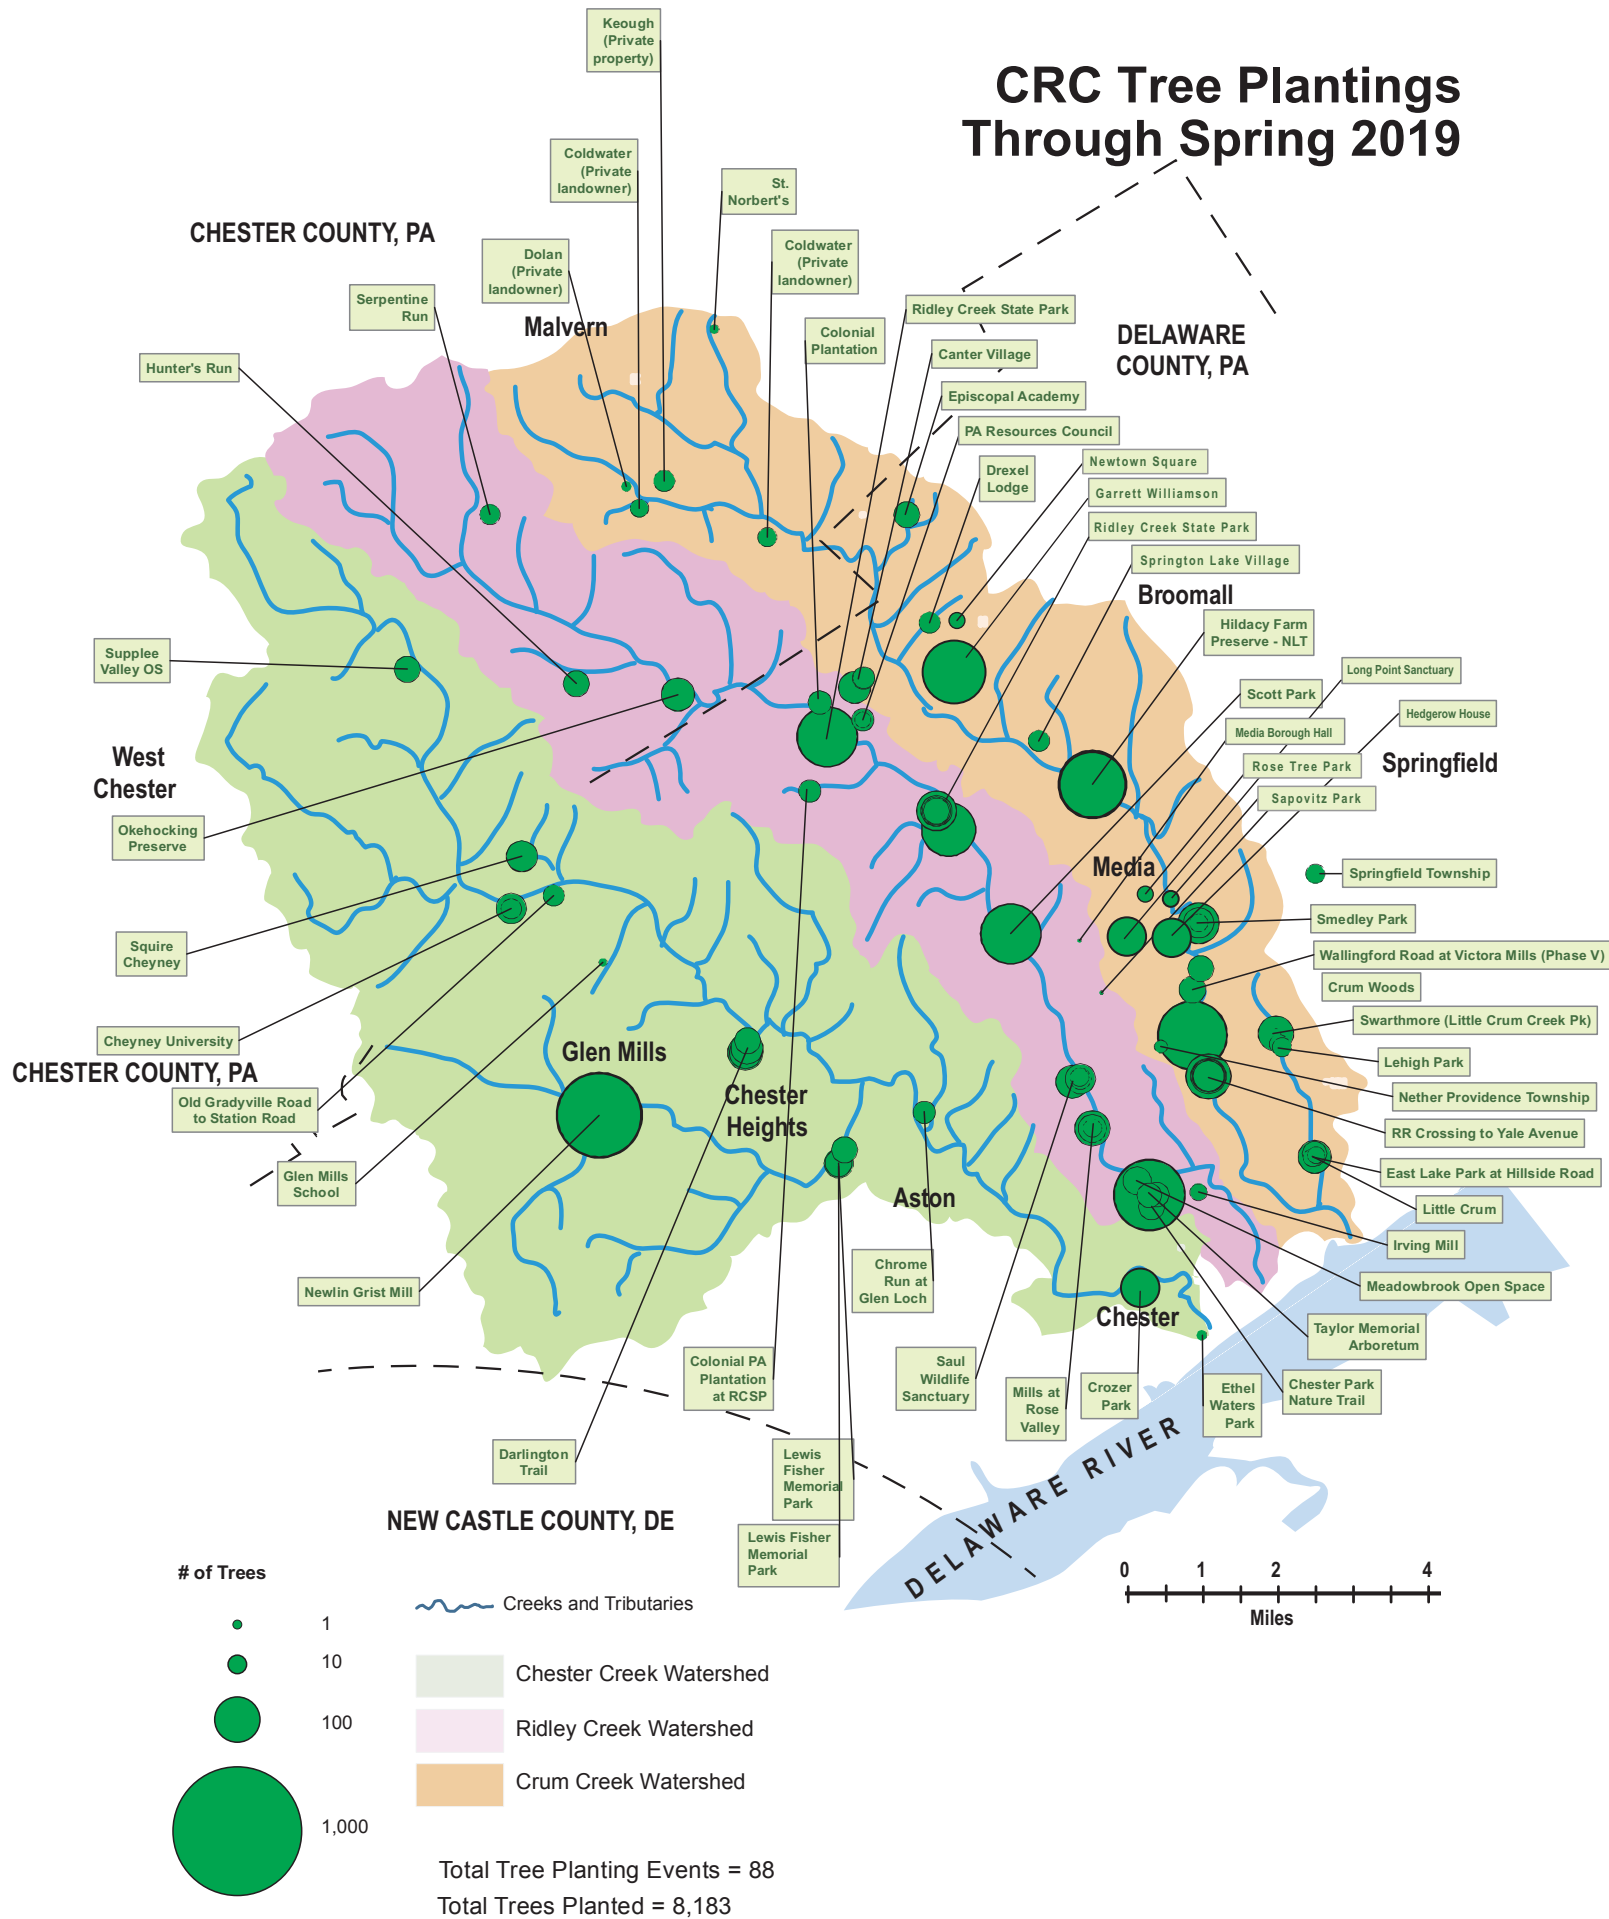 Keough
(Private
property)
CRC Tree Plantings
Through Spring 2019
Coldwater
(Private
landowner)
St.
Norbert's
CHESTER COUNTY, PA
Dolan
(Private
landowner)
Coldwater
(Private
landowner)
Serpentine
Run
Malvern
Ridley Creek State Park
Colonial
Plantation
DELAWARE
COUNTY, PA
Hunter's Run
Canter Village
Episcopal Academy
PA Resources Council
Drexel
Lodge
Newtown Square
Garrett Williamson
Ridley Creek State Park
Springton Lake Village
Broomall
Hildacy Farm
Preserve - NLT
Supplee
Valley OS
Long Point Sanctuary
Scott Park
Hedgerow House
Media Borough Hall
West
Chester
Rose Tree Park
Springfield
Sapovitz Park
Okehocking
Preserve
Media
Springfield Township
Smedley Park
Squire
Cheyney
Wallingford Road at Victora Mills (Phase V)
Crum Woods
Swarthmore (Little Crum Creek Pk)
Cheyney University
Glen Mills
Lehigh Park
CHESTER COUNTY, PA
Old Gradyville Road
to Station Road
Chester
Heights
Nether Providence Township
RR Crossing to Yale Avenue
Glen Mills
School
East Lake Park at Hillside Road
Aston
Little Crum
Irving Mill
Newlin Grist Mill
Chrome
Run at
Glen Loch
Meadowbrook Open Space
Chester
Taylor Memorial
Arboretum
Colonial PA
Plantation
at RCSP
Saul
Wildlife
Sanctuary
Mills at
Rose
Valley
Crozer
Park
Ethel
Waters
Park
Chester Park
Nature Trail
Darlington
Trail
Lewis
Fisher
Memorial
Park
DELAWARE RIVER
NEW CASTLE COUNTY, DE
Lewis Fisher
Memorial
Park
# of Trees
1
10
100
1,000
Creeks and Tributaries
Chester Creek Watershed
Ridley Creek Watershed
Crum Creek Watershed
0 1 2 4
Miles
Total Tree Planting Events = 88
Total Trees Planted = 8,183